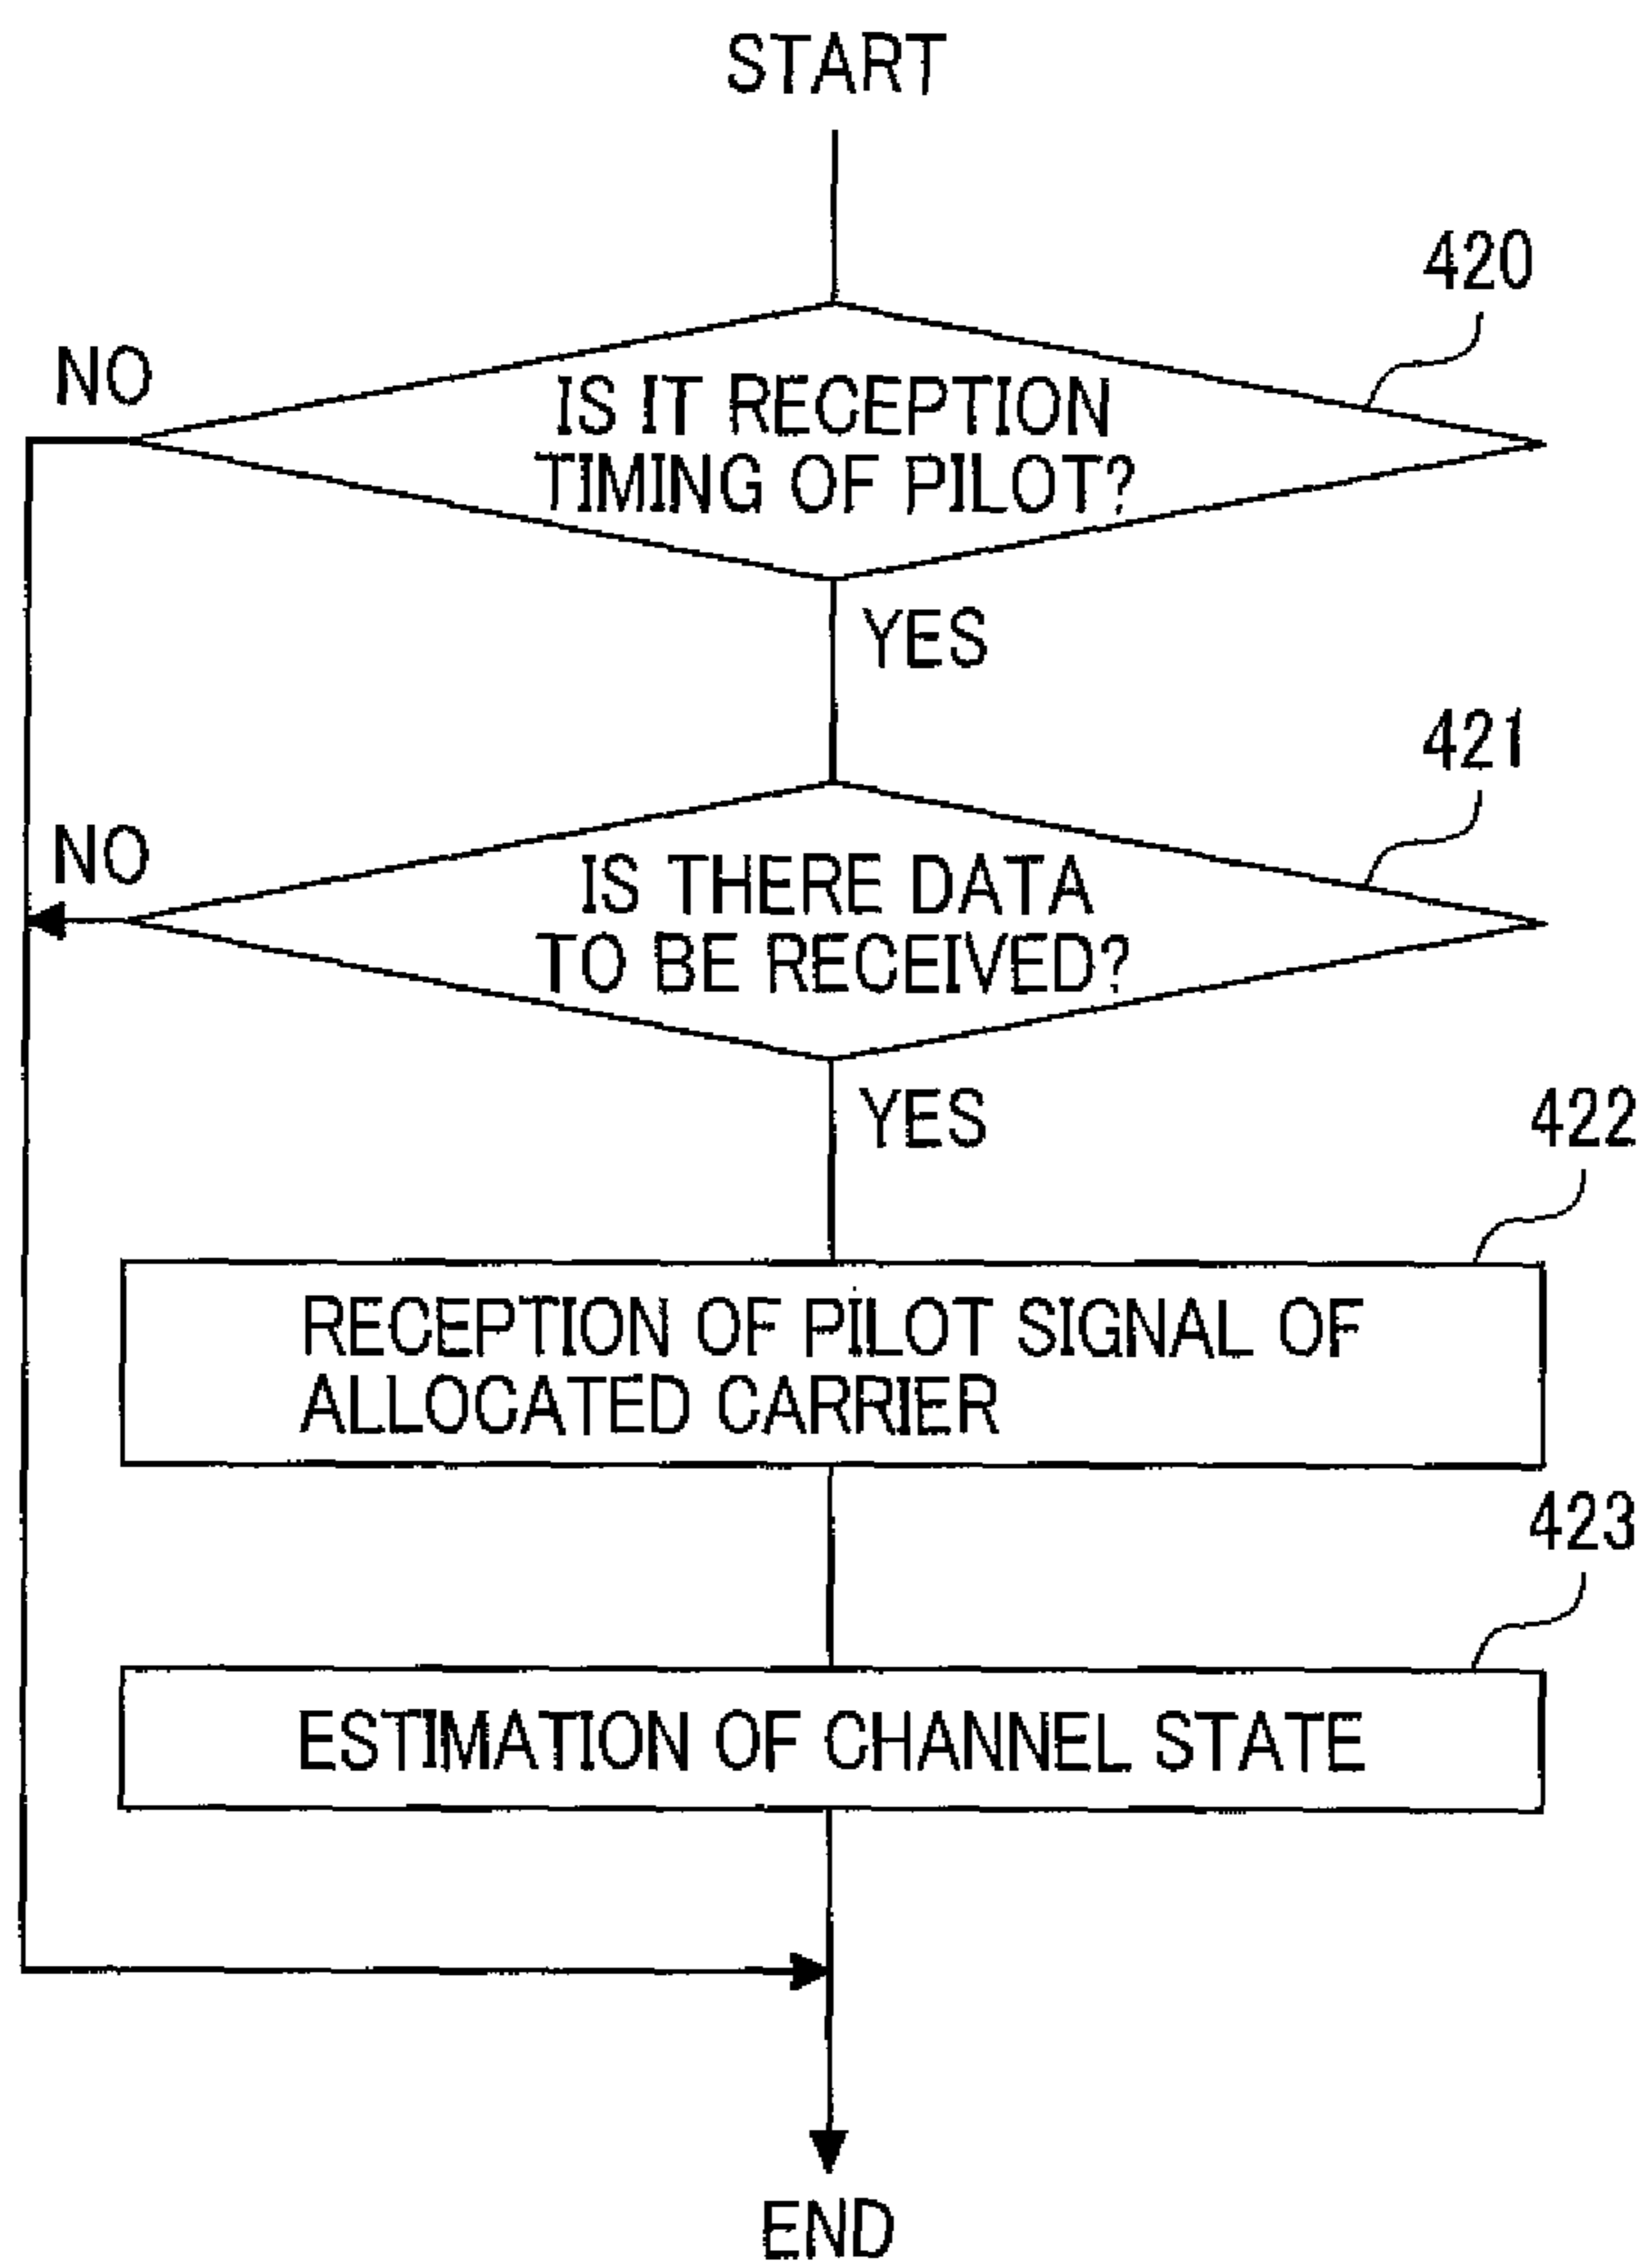 START
420
NO
IS IT RECEPTION
TIMING OF PILOT?
YES
421
NO
IS THERE DATA
TO BE RECEIVED?
YES
422
RECEPTION OF PILOT SIGNAL OF
ALLOCATED CARRIER
423
ESTIMATION OF CHANNEL STATE
END